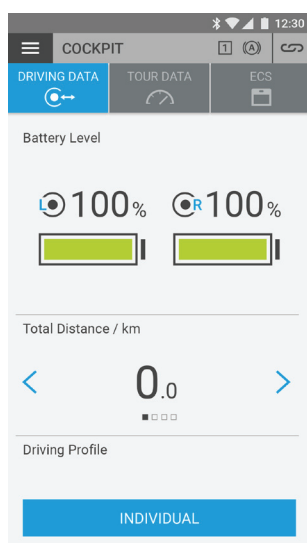 12:30
COCKPIT 1 (A)
DRIVING DATA TOUR DATA ECS
Battery Level
L 100% R 100%
Total Distance / km
0.0
Driving Profile
INDIVIDUAL